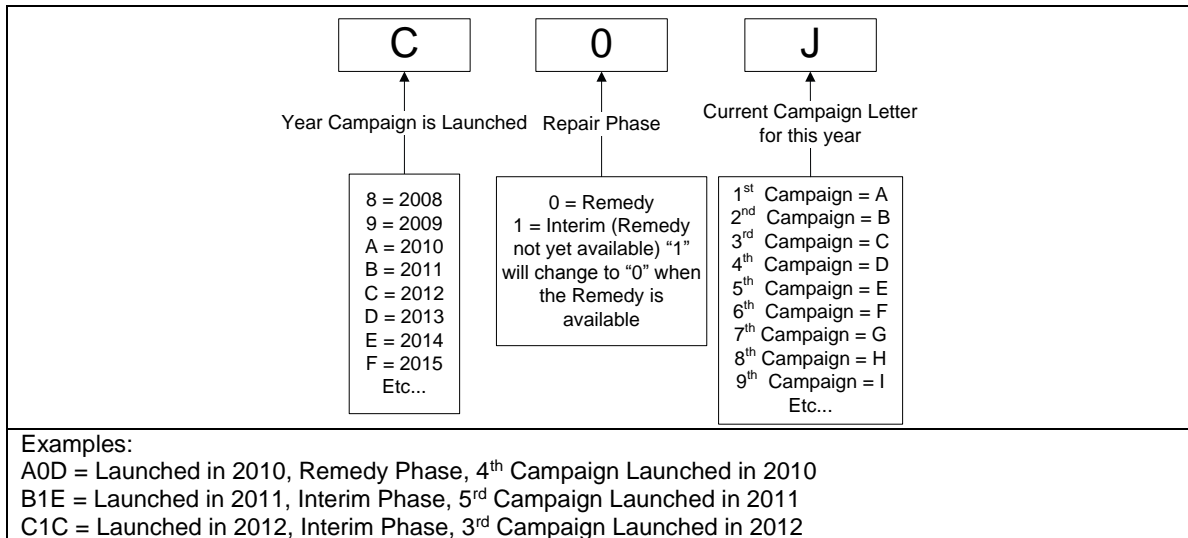 C 0 J
Year Campaign is Launched
Repair Phase
Current Campaign Letter
for this year
8 = 2008
9 = 2009
A = 2010
B = 2011
C = 2012
D = 2013
E = 2014
F = 2015
Etc...
0 = Remedy
1 = Interim (Remedy
not yet available) “1”
will change to “0” when
the Remedy is
available
1st Campaign = A
2nd Campaign = B
3rd Campaign = C
4th Campaign = D
5th Campaign = E
6th Campaign = F
7th Campaign = G
8th Campaign = H
9th Campaign = I
Etc...
Examples:
A0D = Launched in 2010, Remedy Phase, 4th Campaign Launched in 2010
B1E = Launched in 2011, Interim Phase, 5rd Campaign Launched in 2011
C1C = Launched in 2012, Interim Phase, 3rd Campaign Launched in 2012